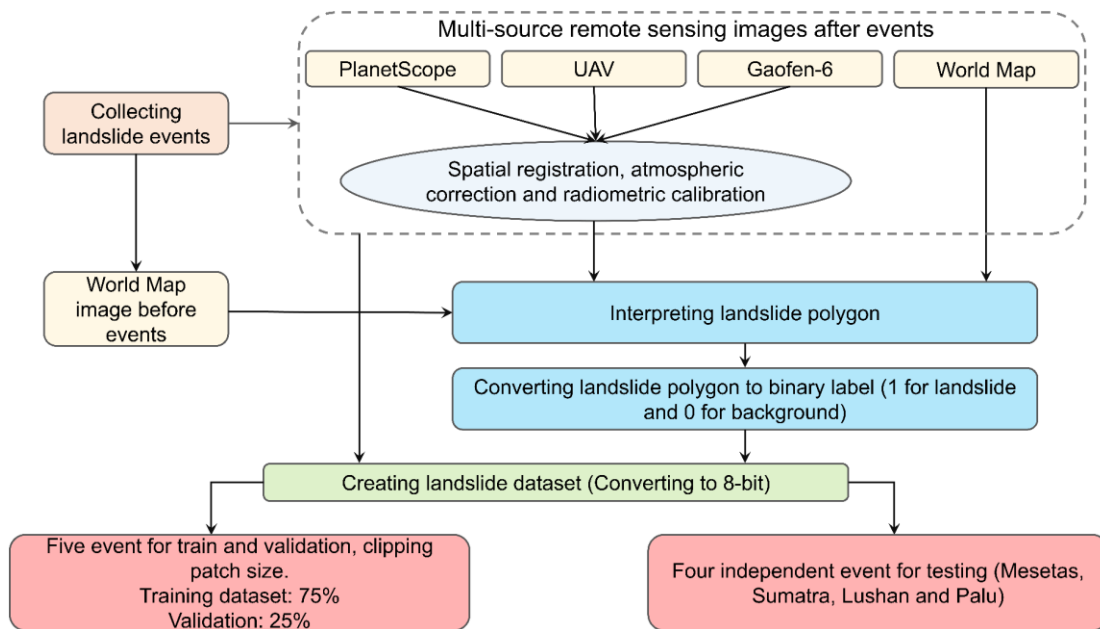 Multi-source remote sensing images after events
PlanetScope
UAV
Gaofen-6
World Map
Collecting
landslide events
Spatial registration, atmospheric
correction and radiometric calibration
World Map
image before
events
Interpreting landslide polygon
Converting landslide polygon to binary label (1 for landslide
and 0 for background)
Creating landslide dataset (Converting to 8-bit)
Five event for train and validation, clipping
patch size.
Training dataset: 75%
Validation: 25%
Four independent event for testing (Mesetas,
Sumatra, Lushan and Palu)